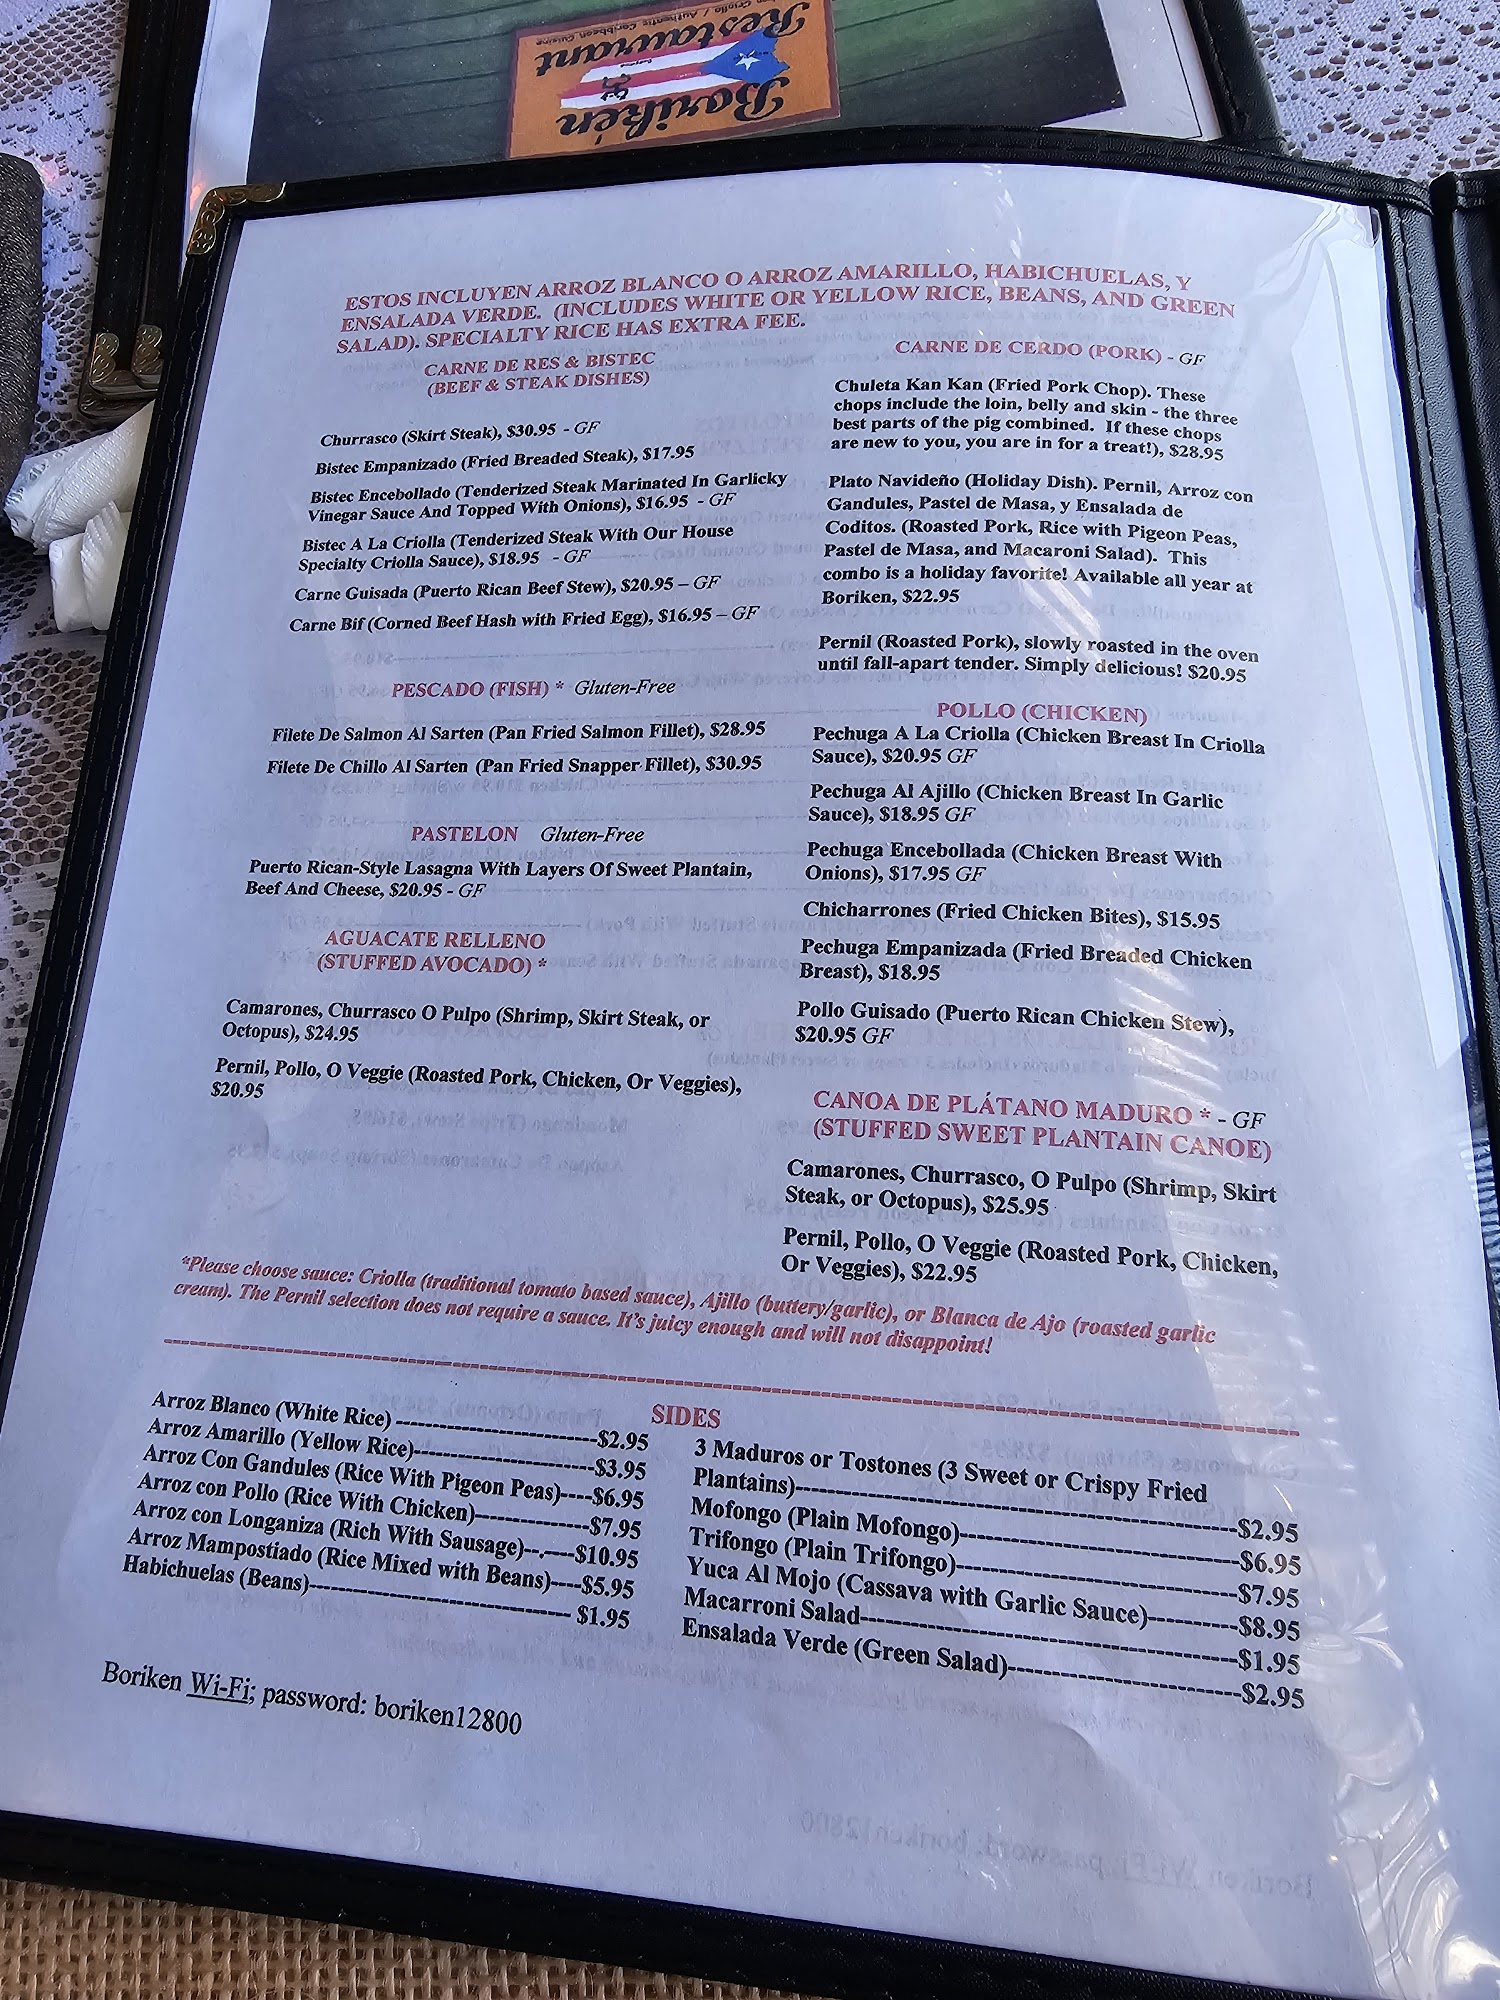 Boriken
Restaurant
ESTOS INCLUYEN ARROZ BLANCO O ARROZ AMARILLO, HABICHUELAS, Y
ENSALADA VERDE. (INCLUDES WHITE OR YELLOW RICE, BEANS, AND GREEN
SALAD). SPECIALTY RICE HAS EXTRA FEE.
CARNE DE RES & BISTEC
(BEEF & STEAK DISHES)
Churrasco (Skirt Steak), $30.95 - GF
Bistec Empanizado (Fried Breaded Steak), $17.95
Bistec Encebollado (Tenderized Steak Marinated In Garlicky
Vinegar Sauce And Topped With Onions), $16.95 - GF
Bistec A La Criolla (Tenderized Steak With Our House
Specialty Criolla Sauce), $18.95 - GF
Carne Guisada (Puerto Rican Beef Stew), $20.95 – GF
Carne Bif (Corned Beef Hash with Fried Egg), $16.95 – GF
PESCADO (FISH) * Gluten-Free
Filete De Salmon Al Sarten (Pan Fried Salmon Fillet), $28.95
Filete De Chillo Al Sarten (Pan Fried Snapper Fillet), $30.95
PASTELON Gluten-Free
Puerto Rican-Style Lasagna With Layers Of Sweet Plantain,
Beef And Cheese, $20.95 - GF
AGUACATE RELLENO
(STUFFED AVOCADO) *
Camarones, Churrasco O Pulpo (Shrimp, Skirt Steak, or
Octopus), $24.95
Pernil, Pollo, O Veggie (Roasted Pork, Chicken, Or Veggies),
$20.95
CARNE DE CERDO (PORK) - GF
Chuleta Kan Kan (Fried Pork Chop). These
chops include the loin, belly and skin - the three
best parts of the pig combined. If these chops
are new to you, you are in for a treat!), $28.95
Plato Navideño (Holiday Dish). Pernil, Arroz con
Gandules, Pastel de Masa, y Ensalada de
Coditos. (Roasted Pork, Rice with Pigeon Peas,
Pastel de Masa, and Macaroni Salad). This
combo is a holiday favorite! Available all year at
Boriken, $22.95
Pernil (Roasted Pork), slowly roasted in the oven
until fall-apart tender. Simply delicious! $20.95
POLLO (CHICKEN)
Pechuga A La Criolla (Chicken Breast In Criolla
Sauce), $20.95 GF
Pechuga Al Ajillo (Chicken Breast In Garlic
Sauce), $18.95 GF
Pechuga Encebollada (Chicken Breast With
Onions), $17.95 GF
Chicharrones (Fried Chicken Bites), $15.95
Pechuga Empanizada (Fried Breaded Chicken
Breast), $18.95
Pollo Guisado (Puerto Rican Chicken Stew),
$20.95 GF
CANOA DE PLÁTANO MADURO * - GF
(STUFFED SWEET PLANTAIN CANOE)
Camarones, Churrasco, O Pulpo (Shrimp, Skirt
Steak, or Octopus), $25.95
Pernil, Pollo, O Veggie (Roasted Pork, Chicken,
Or Veggies), $22.95
*Please choose sauce: Criolla (traditional tomato based sauce), Ajillo (buttery/garlic), or Blanca de Ajo (roasted garlic
cream). The Pernil selection does not require a sauce. It's juicy enough and will not disappoint!
SIDES
Arroz Blanco (White Rice) ----------$2.95
Arroz Amarillo (Yellow Rice)----------$3.95
Arroz Con Gandules (Rice With Pigeon Peas)----$6.95
Arroz con Pollo (Rice With Chicken)----------$7.95
Arroz con Longaniza (Rich With Sausage)--.----$10.95
Arroz Mampostiado (Rice Mixed with Beans)----$5.95
Habichuelas (Beans)---------- $1.95
3 Maduros or Tostones (3 Sweet or Crispy Fried
Plantains)----------$2.95
Mofongo (Plain Mofongo)----------$6.95
Trifongo (Plain Trifongo)----------$7.95
Yuca Al Mojo (Cassava with Garlic Sauce)----------$8.95
Macarroni Salad----------$1.95
Ensalada Verde (Green Salad)----------$2.95
Boriken Wi-Fi; password: boriken12800